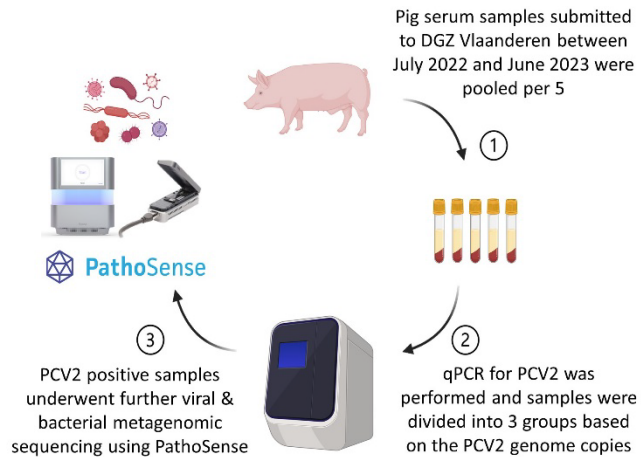 Pig serum samples submitted
to DGZ Vlaanderen between
July 2022 and June 2023 were
pooled per 5
1
2
qPCR for PCV2 was
performed and samples were
divided into 3 groups based
on the PCV2 genome copies
3
PCV2 positive samples
underwent further viral &
bacterial metagenomic
sequencing using PathoSense
PathoSense